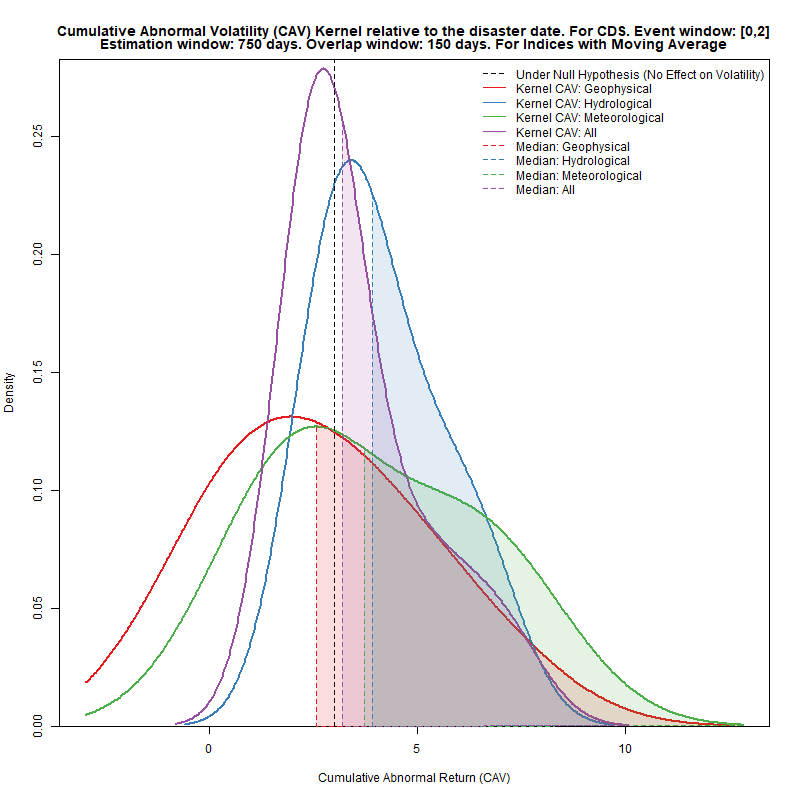 Cumulative Abnormal Volatility (CAV) Kernel relative to the disaster date. For CDS. Event window: [0,2]
Estimation window: 750 days. Overlap window: 150 days. For Indices with Moving Average
Under Null Hypothesis (No Effect on Volatility)
Kernel CAV: Geophysical
Kernel CAV: Hydrological
Kernel CAV: Meteorological
Kernel CAV: All
Median: Geophysical
Median: Hydrological
Median: Meteorological
Median: All
Density
0.25
0.20
0.15
0.10
0.05
0.00
0 5 10
Cumulative Abnormal Return (CAV)